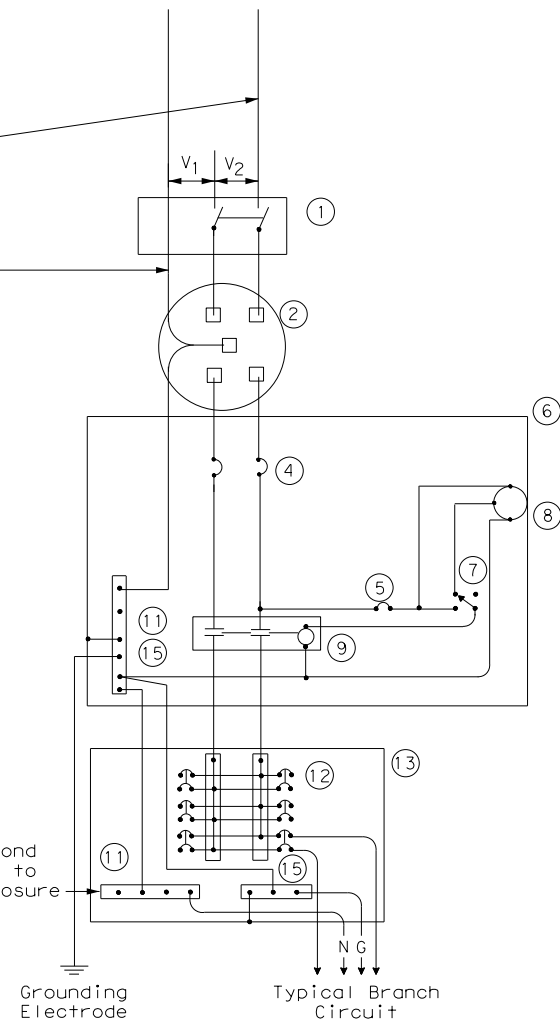 V1
V2
1
2
6
4
8
5
7
11
15
9
13
12
ond
to
osure
11
15
N G
Grounding
Electrode
Typical Branch
Circuit